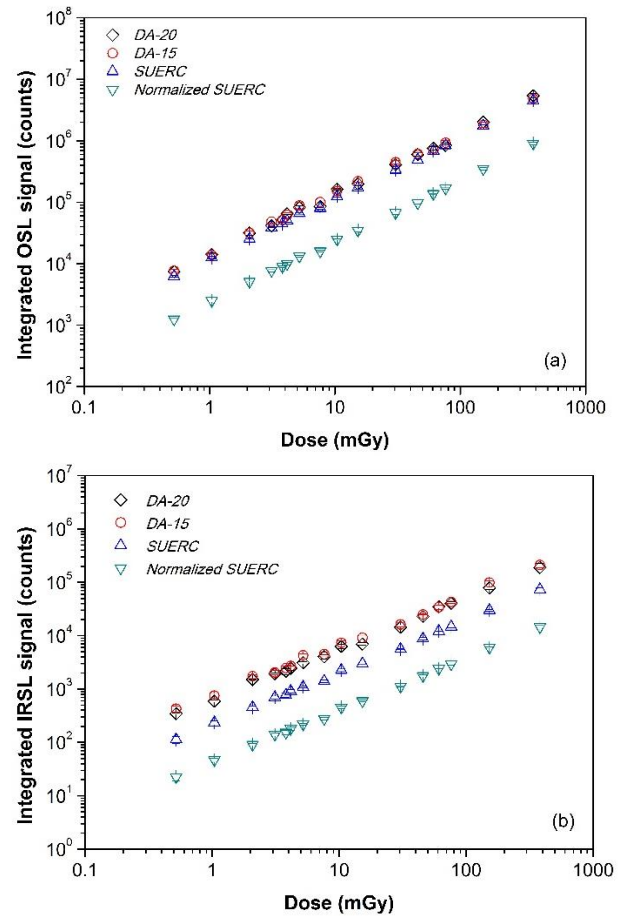 10⁸
10⁷
10⁶
10⁵
10⁴
10³
10²
Integrated OSL signal (counts)
DA-20
DA-15
SUERC
Normalized SUERC
(a)
0.1 1 10 100 1000
Dose (mGy)
10⁷
10⁶
10⁵
10⁴
10³
10²
10¹
10⁰
Integrated IRSL signal (counts)
DA-20
DA-15
SUERC
Normalized SUERC
(b)
0.1 1 10 100 1000
Dose (mGy)